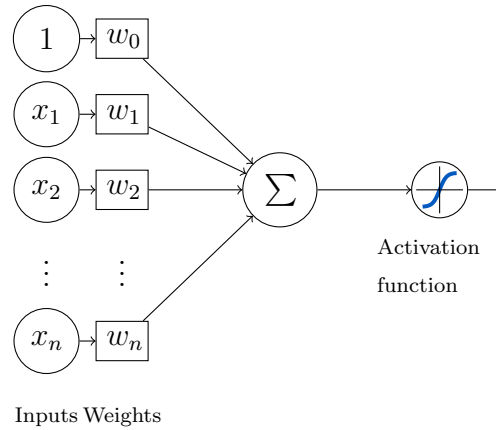 1 w₀
x₁ w₁
x₂ w₂
Σ
Activation
function
⋮ ⋮
xₙ wₙ
Inputs Weights